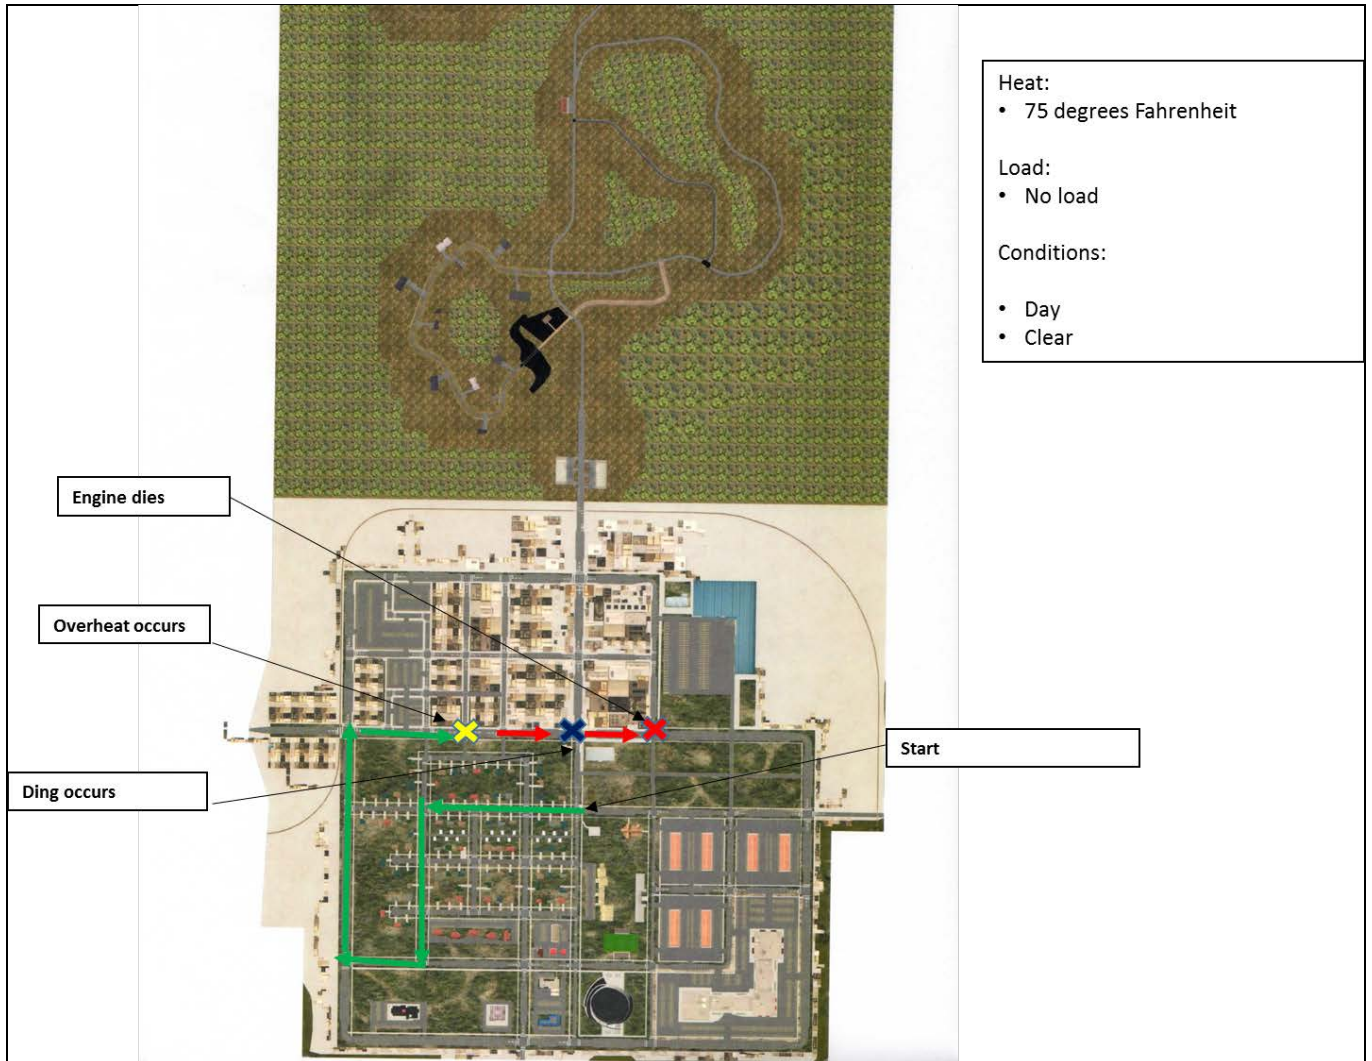 Heat:
• 75 degrees Fahrenheit
Load:
• No load
Conditions:
• Day
• Clear
Engine dies
Overheat occurs
Start
Ding occurs